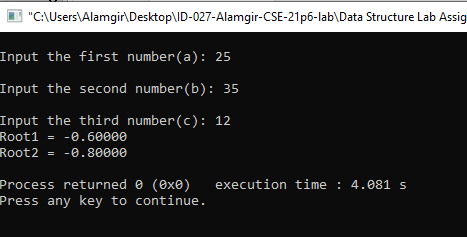 "C:\Users\Alamgir\Desktop\ID-027-Alamgir-CSE-21p6-lab\Data Structure Lab Assig
Input the first number(a): 25
Input the second number(b): 35
Input the third number(c): 12
Root1 = -0.60000
Root2 = -0.80000
Process returned 0 (0x0)   execution time : 4.081 s
Press any key to continue.